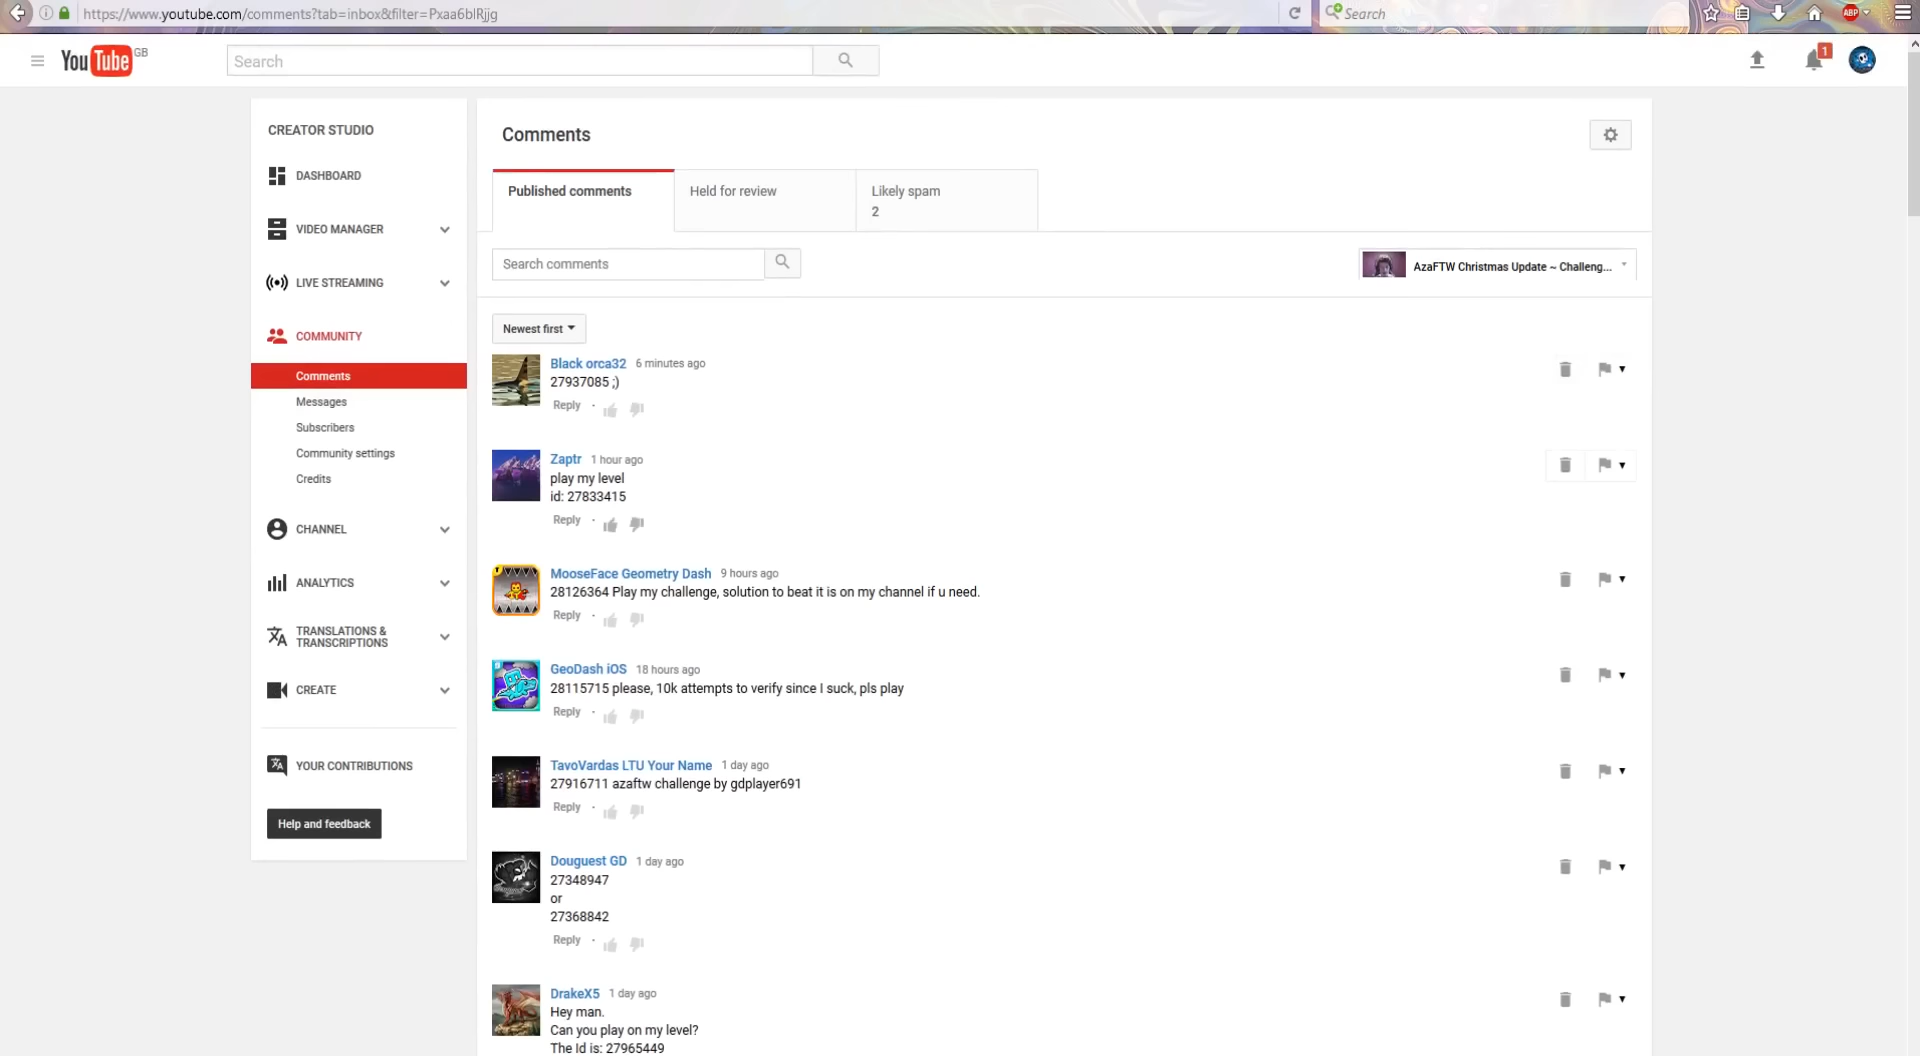 https://www.youtube.com/comments?tab=inbox&filter=Pxaa6blRjjg
Search
ABP
YouTube GB
Search
1
CREATOR STUDIO
DASHBOARD
VIDEO MANAGER
LIVE STREAMING
COMMUNITY
Comments
Messages
Subscribers
Community settings
Credits
CHANNEL
ANALYTICS
TRANSLATIONS &
TRANSCRIPTIONS
CREATE
YOUR CONTRIBUTIONS
Help and feedback
Comments
Published comments
Held for review
Likely spam
2
Search comments
AzaFTW Christmas Update ~ Challeng...
Newest first
Black orca32 6 minutes ago
27937085 ;)
Reply
Zaptr 1 hour ago
play my level
id: 27833415
Reply
MooseFace Geometry Dash 9 hours ago
28126364 Play my challenge, solution to beat it is on my channel if u need.
Reply
GeoDash iOS 18 hours ago
28115715 please, 10k attempts to verify since I suck, pls play
Reply
TavoVardas LTU Your Name 1 day ago
27916711 azaftw challenge by gdplayer691
Reply
Douguest GD 1 day ago
27348947
or
27368842
Reply
DrakeX5 1 day ago
Hey man.
Can you play on my level?
The Id is: 27965449